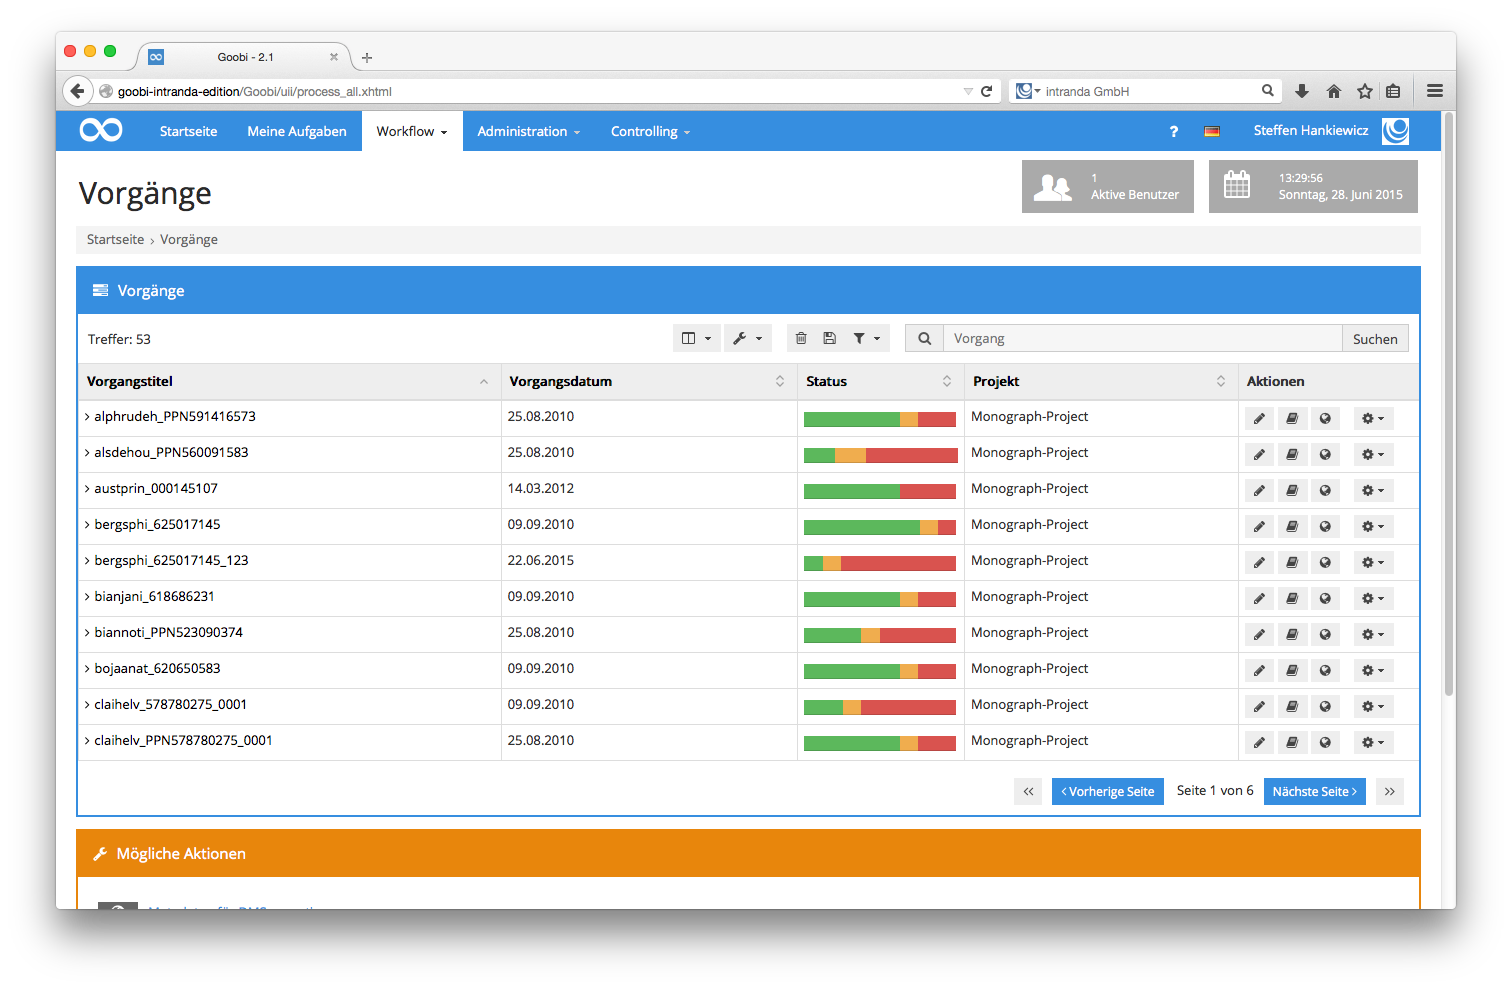 Goobi - 2.1
goobi-intranda-edition/Goobi/uii/process_all.xhtml
intranda GmbH
Startseite Meine Aufgaben Workflow Administration Controlling ? Steffen Hankiewicz
Vorgänge
1
Aktive Benutzer
13:29:56
Sonntag, 28. Juni 2015
Startseite › Vorgänge
Vorgänge
Treffer: 53 Vorgang Suchen
Vorgangstitel Vorgangsdatum Status Projekt Aktionen
alphrudeh_PPN591416573 25.08.2010 Monograph-Project
alsdehou_PPN560091583 25.08.2010 Monograph-Project
austprin_000145107 14.03.2012 Monograph-Project
bergsphi_625017145 09.09.2010 Monograph-Project
bergsphi_625017145_123 22.06.2015 Monograph-Project
bianjani_618686231 09.09.2010 Monograph-Project
biannoti_PPN523090374 25.08.2010 Monograph-Project
bojaanat_620650583 09.09.2010 Monograph-Project
claihelv_578780275_0001 09.09.2010 Monograph-Project
claihelv_PPN578780275_0001 25.08.2010 Monograph-Project
« ‹ Vorherige Seite Seite 1 von 6 Nächste Seite › »
Mögliche Aktionen